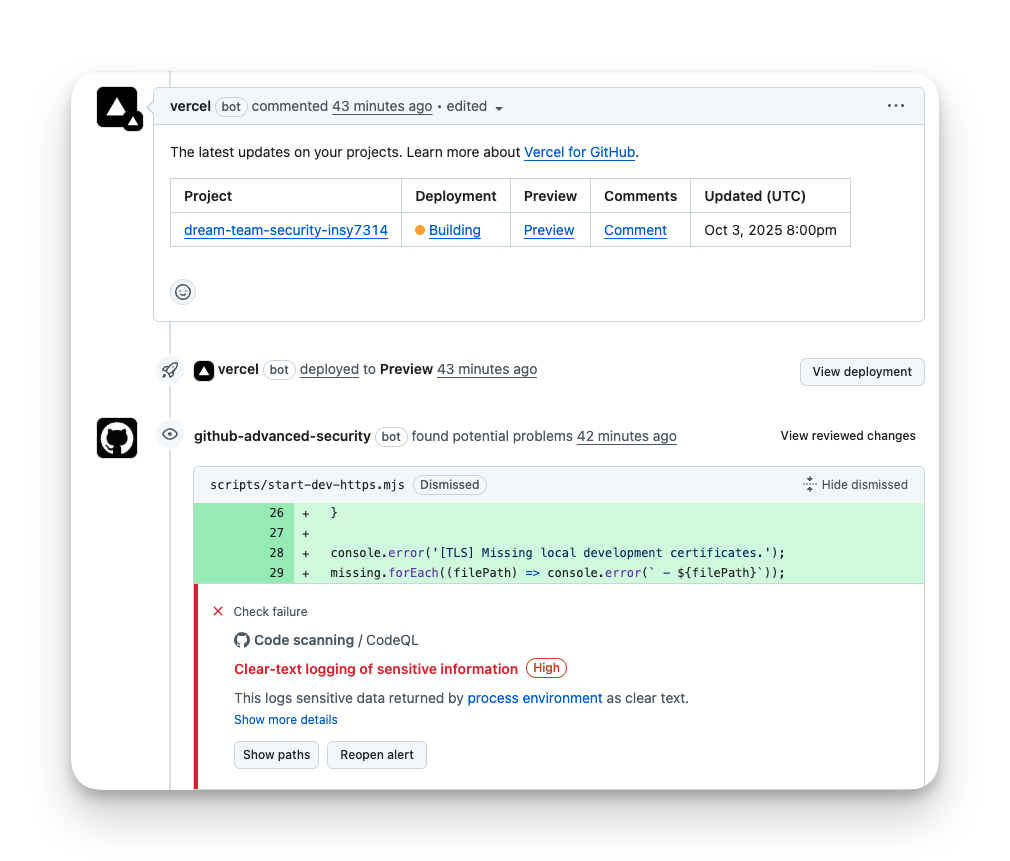 vercel bot commented 43 minutes ago • edited
The latest updates on your projects. Learn more about Vercel for GitHub.
Project Deployment Preview Comments Updated (UTC)
dream-team-security-insy7314 Building Preview Comment Oct 3, 2025 8:00pm
vercel bot deployed to Preview 43 minutes ago View deployment
github-advanced-security bot found potential problems 42 minutes ago View reviewed changes
scripts/start-dev-https.mjs Dismissed Hide dismissed
26 + }
27 +
28 + console.error('[TLS] Missing local development certificates.');
29 + missing.forEach((filePath) => console.error(` - ${filePath}`));
Check failure
Code scanning / CodeQL
Clear-text logging of sensitive information High
This logs sensitive data returned by process environment as clear text.
Show more details
Show paths Reopen alert